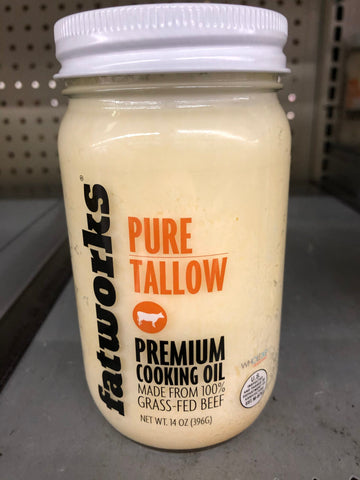 fatworks®
PURE
TALLOW
PREMIUM
COOKING OIL
MADE FROM 100%
GRASS-FED BEEF
NET WT. 14 OZ (396G)